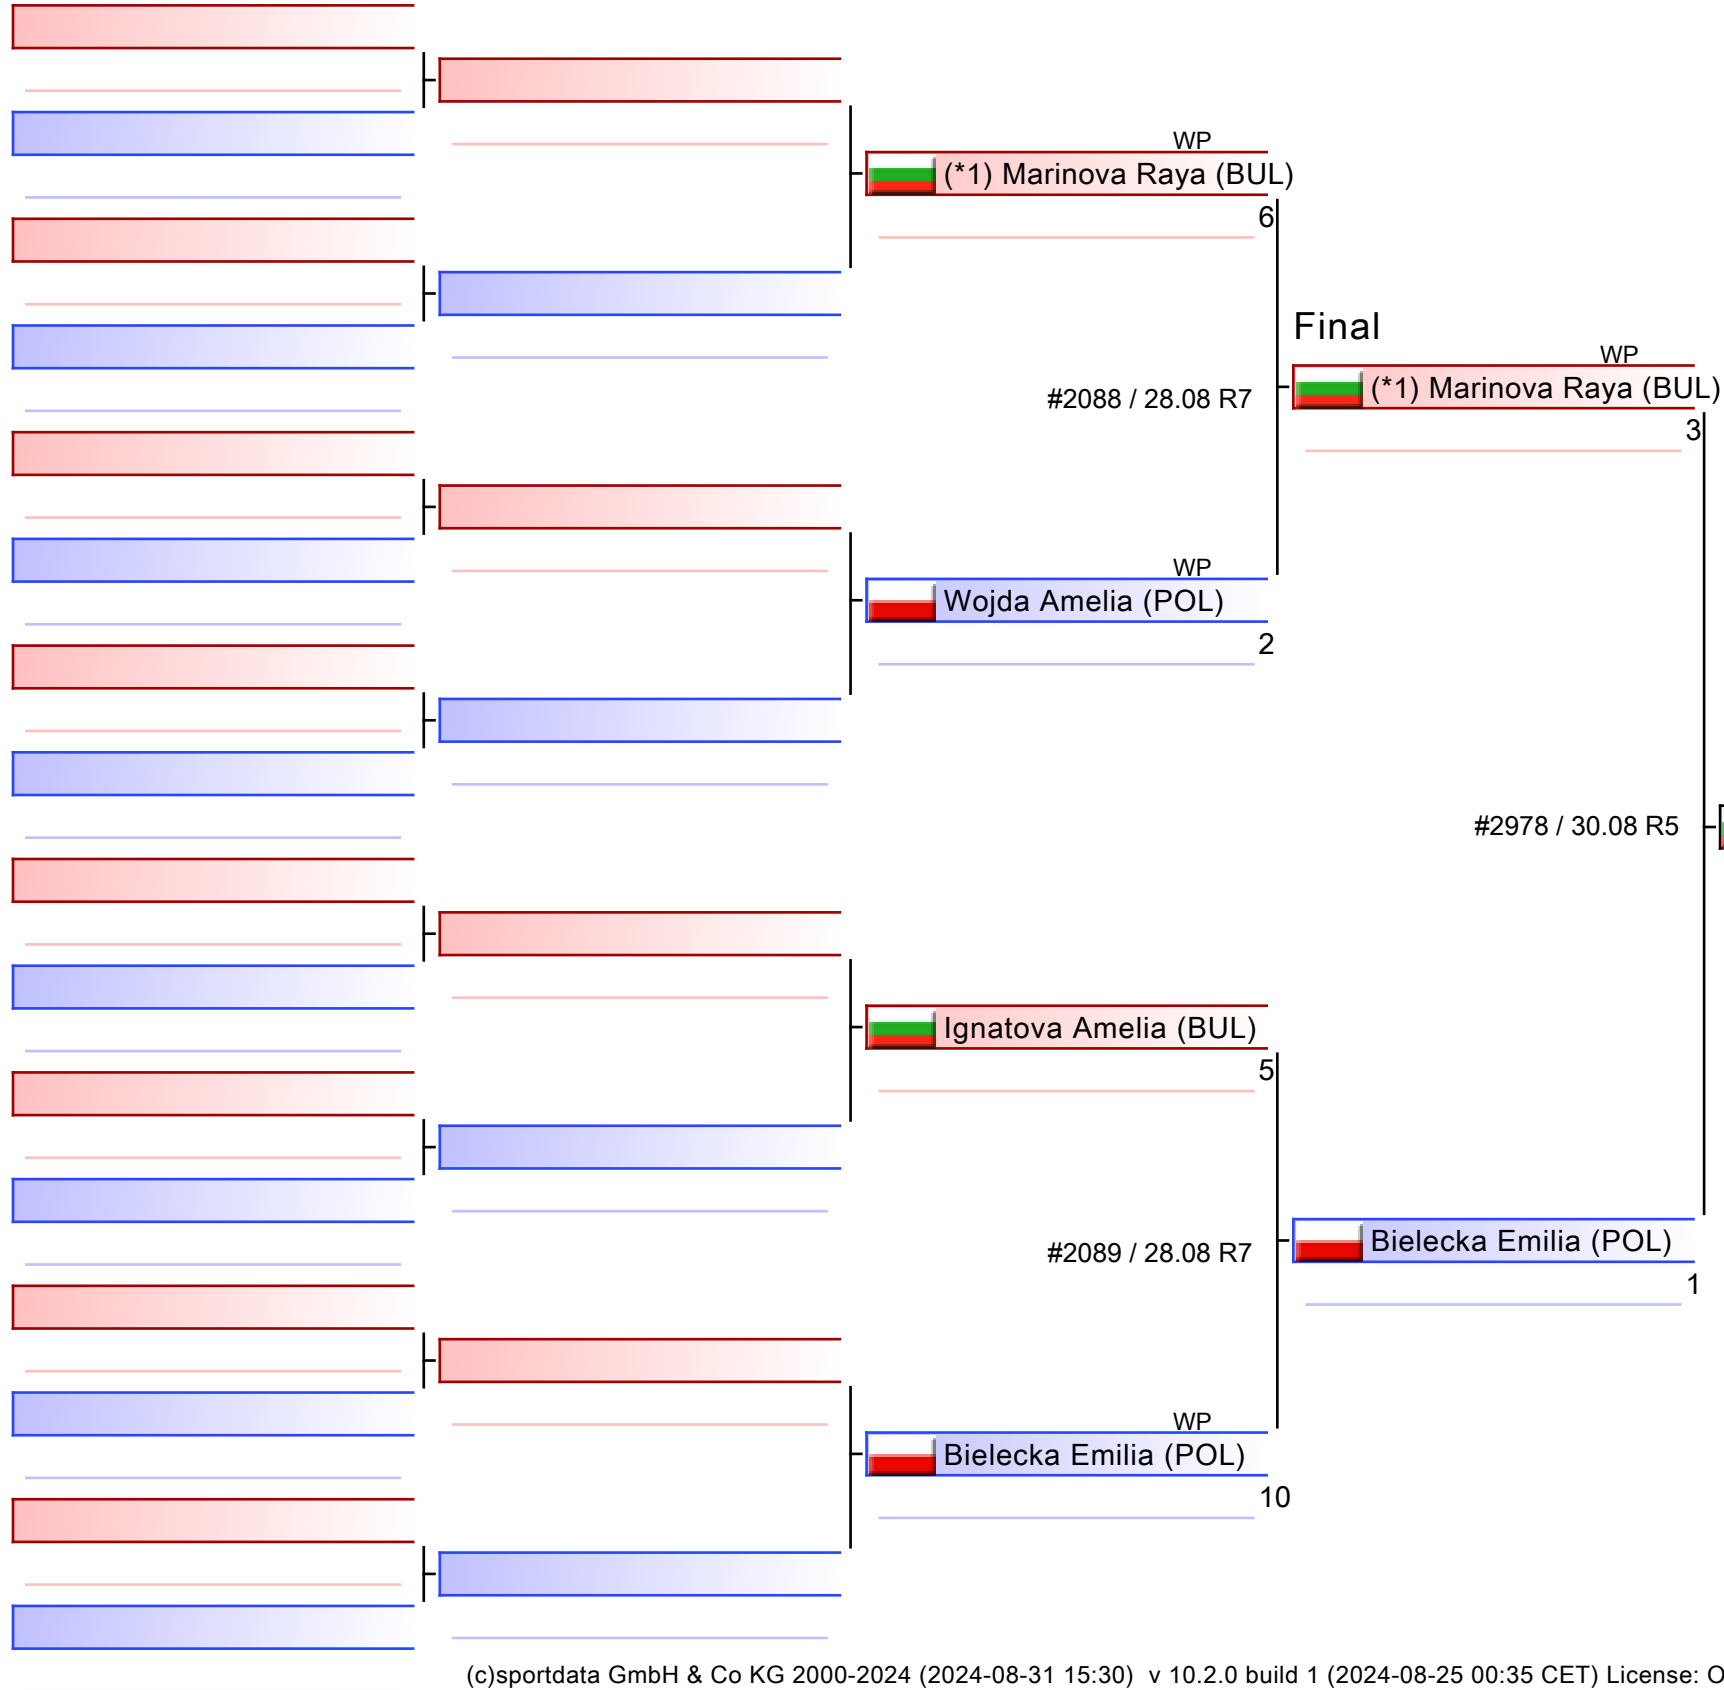 WP
(*1) Marinova Raya (BUL)
6
Final
WP
#2088 / 28.08 R7
(*1) Marinova Raya (BUL)
3
WP
Wojda Amelia (POL)
2
#2978 / 30.08 R5
Ignatova Amelia (BUL)
5
#2089 / 28.08 R7
Bielecka Emilia (POL)
1
WP
Bielecka Emilia (POL)
10
(c)sportdata GmbH & Co KG 2000-2024 (2024-08-31 15:30) v 10.2.0 build 1 (2024-08-25 00:35 CET) License: O